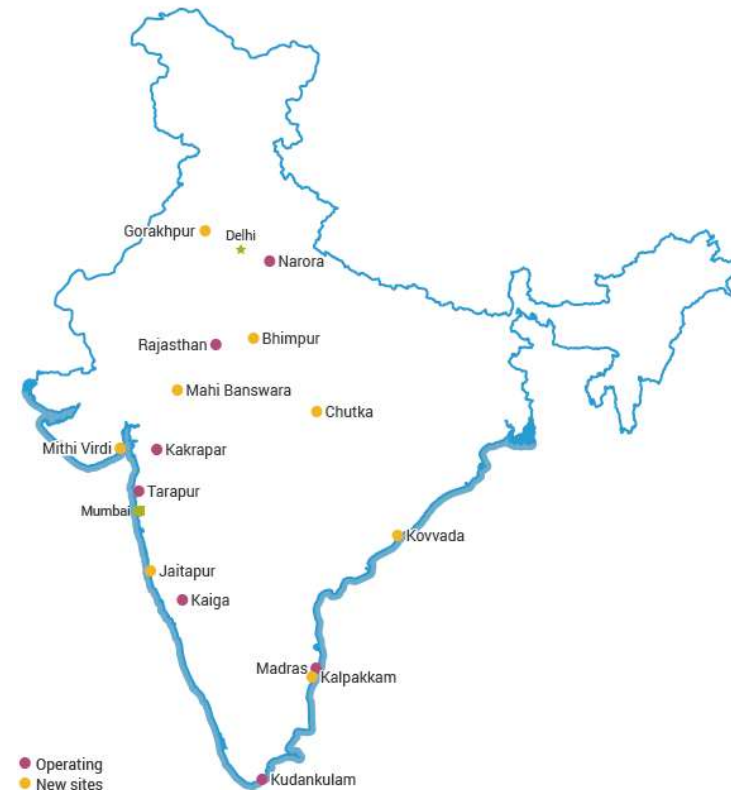 Gorakhpur
Delhi
Narora
Rajasthan
Bhimpur
Mahi Banswara
Chutka
Mithi Virdi
Kakrapar
Tarapur
Mumbai
Kovvada
Jaitapur
Kaiga
Madras
Kalpakkam
Operating
Kudankulam
New sites